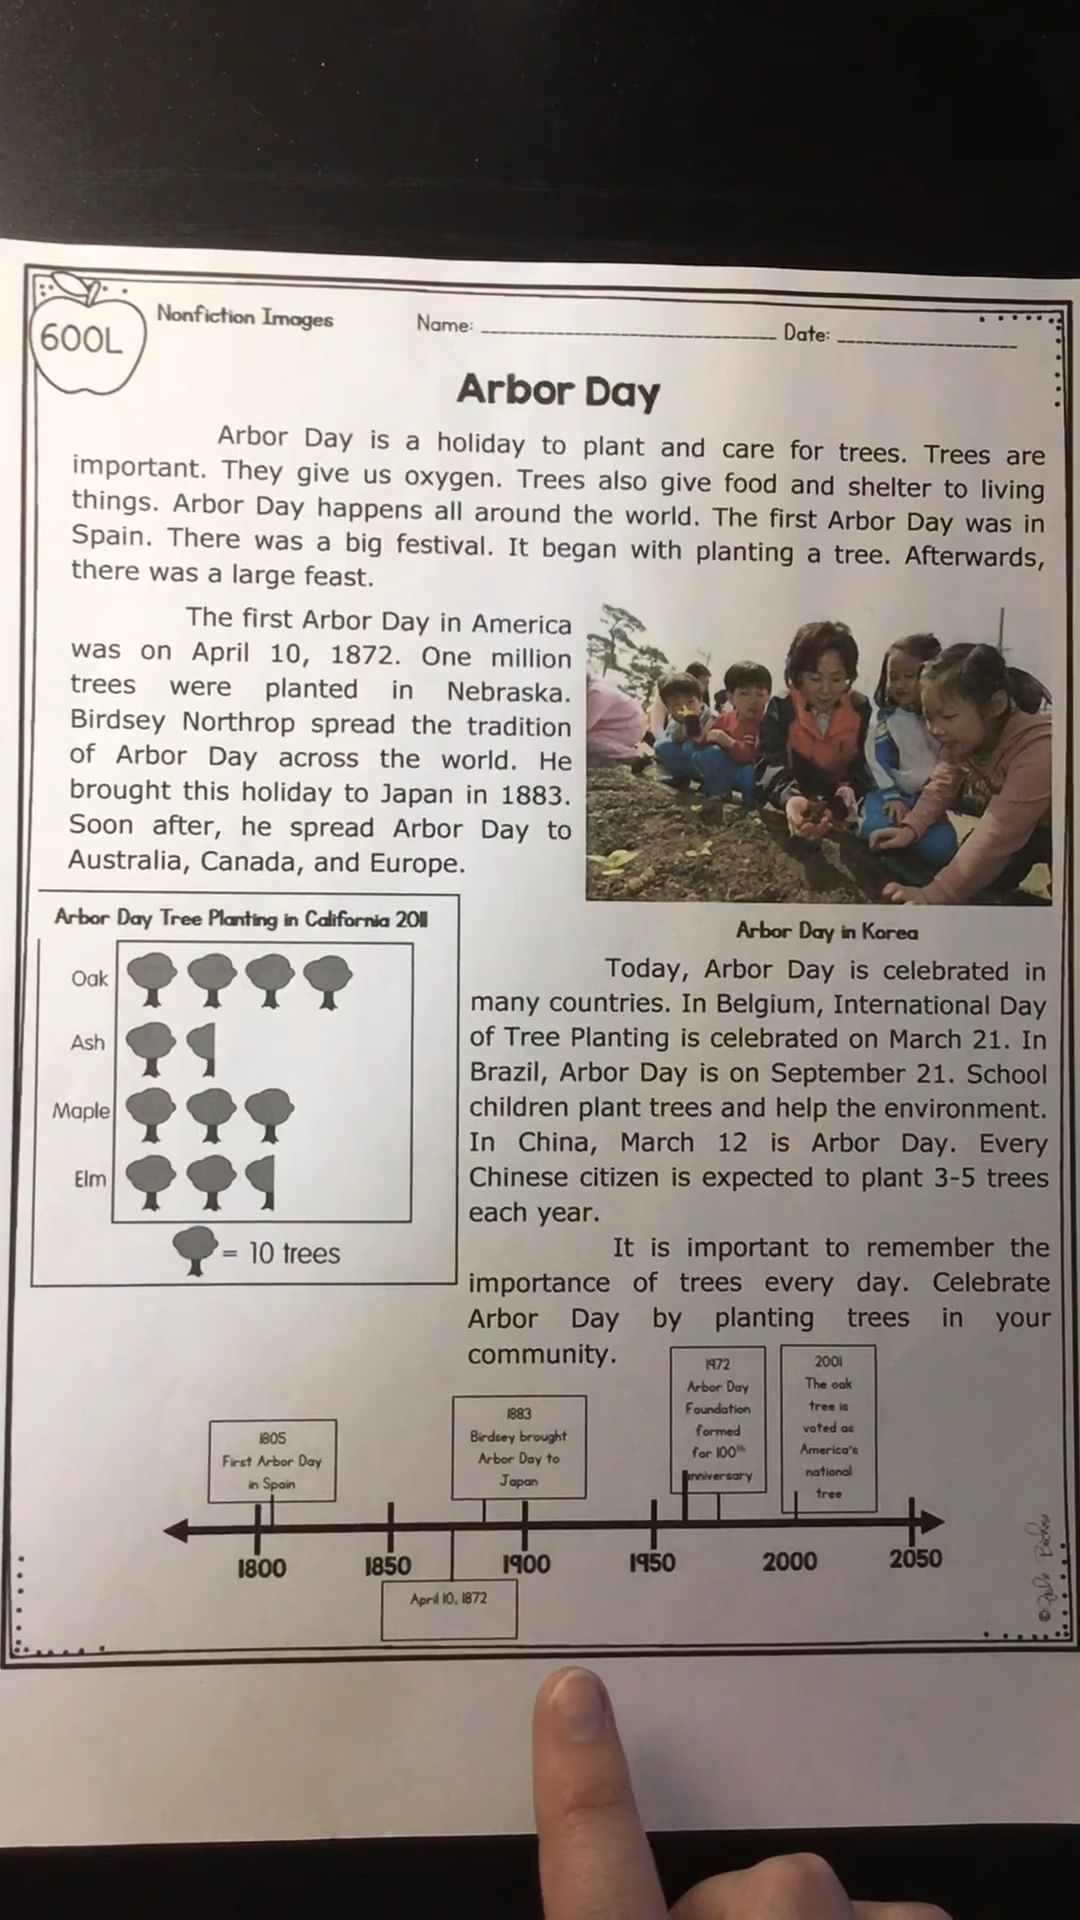 600L
Nonfiction Images
Name:
Date:
Arbor Day
Arbor Day is a holiday to plant and care for trees. Trees are
important. They give us oxygen. Trees also give food and shelter to living
things. Arbor Day happens all around the world. The first Arbor Day was in
Spain. There was a big festival. It began with planting a tree. Afterwards,
there was a large feast.
The first Arbor Day in America
was on April 10, 1872. One million
trees were planted in Nebraska.
Birdsey Northrop spread the tradition
of Arbor Day across the world. He
brought this holiday to Japan in 1883.
Soon after, he spread Arbor Day to
Australia, Canada, and Europe.
Arbor Day in Korea
Arbor Day Tree Planting in California 2011
Oak
Ash
Maple
Elm
= 10 trees
Today, Arbor Day is celebrated in
many countries. In Belgium, International Day
of Tree Planting is celebrated on March 21. In
Brazil, Arbor Day is on September 21. School
children plant trees and help the environment.
In China, March 12 is Arbor Day. Every
Chinese citizen is expected to plant 3-5 trees
each year.
It is important to remember the
importance of trees every day. Celebrate
Arbor Day by planting trees in your
community.
1805
First Arbor Day
in Spain
1883
Birdsey brought
Arbor Day to
Japan
1972
Arbor Day
Foundation
formed
for 100th
anniversary
2001
The oak
tree is
voted as
America's
national
tree
1800
1850
1900
1950
2000
2050
April 10, 1872
©